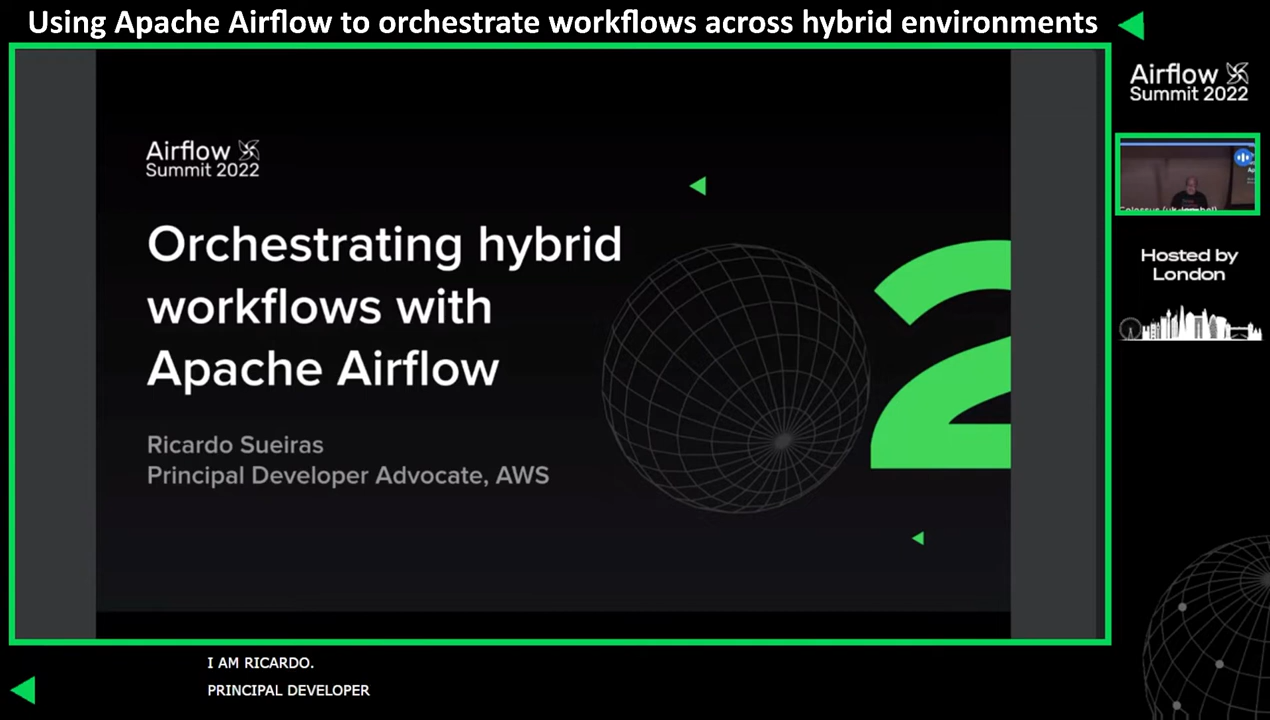 Using Apache Airflow to orchestrate workflows across hybrid environments
Airflow
Summit 2022
Airflow
Summit 2022
Orchestrating hybrid
workflows with
Apache Airflow
Ricardo Sueiras
Principal Developer Advocate, AWS
2
Hosted by
London
I AM RICARDO.
PRINCIPAL DEVELOPER